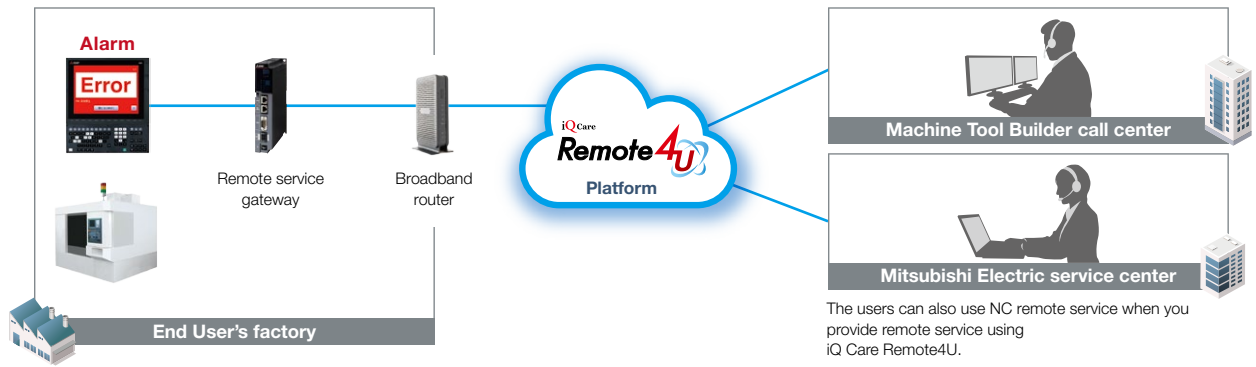 Alarm
Error
Remote service
gateway
Broadband
router
End User's factory
iQ Care
Remote4U
Platform
Machine Tool Builder call center
Mitsubishi Electric service center
The users can also use NC remote service when you
provide remote service using
iQ Care Remote4U.